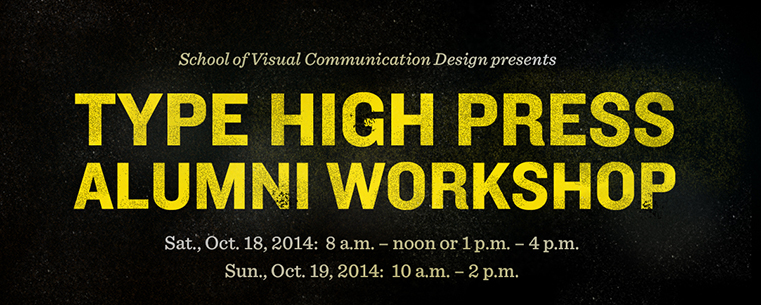 School of Visual Communication Design presents
TYPE HIGH PRESS
ALUMNI WORKSHOP
Sat., Oct. 18, 2014:  8 a.m. – noon or 1 p.m. – 4 p.m.
Sun., Oct. 19, 2014:  10 a.m. – 2 p.m.